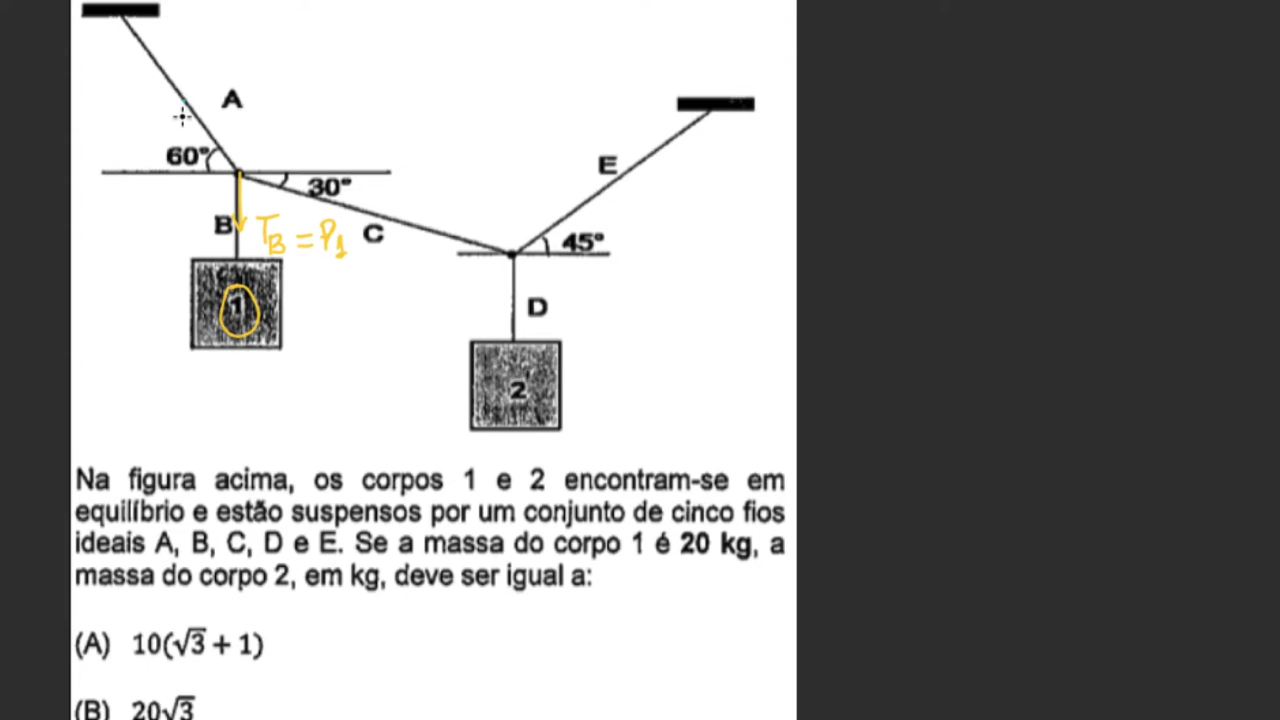 A
60°
30°
E
B
T_B = P_1
C
45°
1
D
2
Na figura acima, os corpos 1 e 2 encontram-se em
equilíbrio e estão suspensos por um conjunto de cinco fios
ideais A, B, C, D e E. Se a massa do corpo 1 é 20 kg, a
massa do corpo 2, em kg, deve ser igual a:
(A) 10(√3 + 1)
(B) 20√3